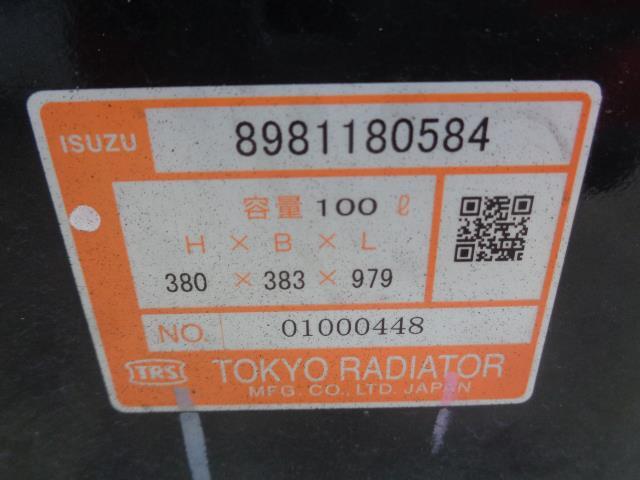 ISUZU 8981180584
容量 100 ℓ
H × B × L
380 × 383 × 979
NO. 01000448
TRS TOKYO RADIATOR
MFG. CO., LTD. JAPAN